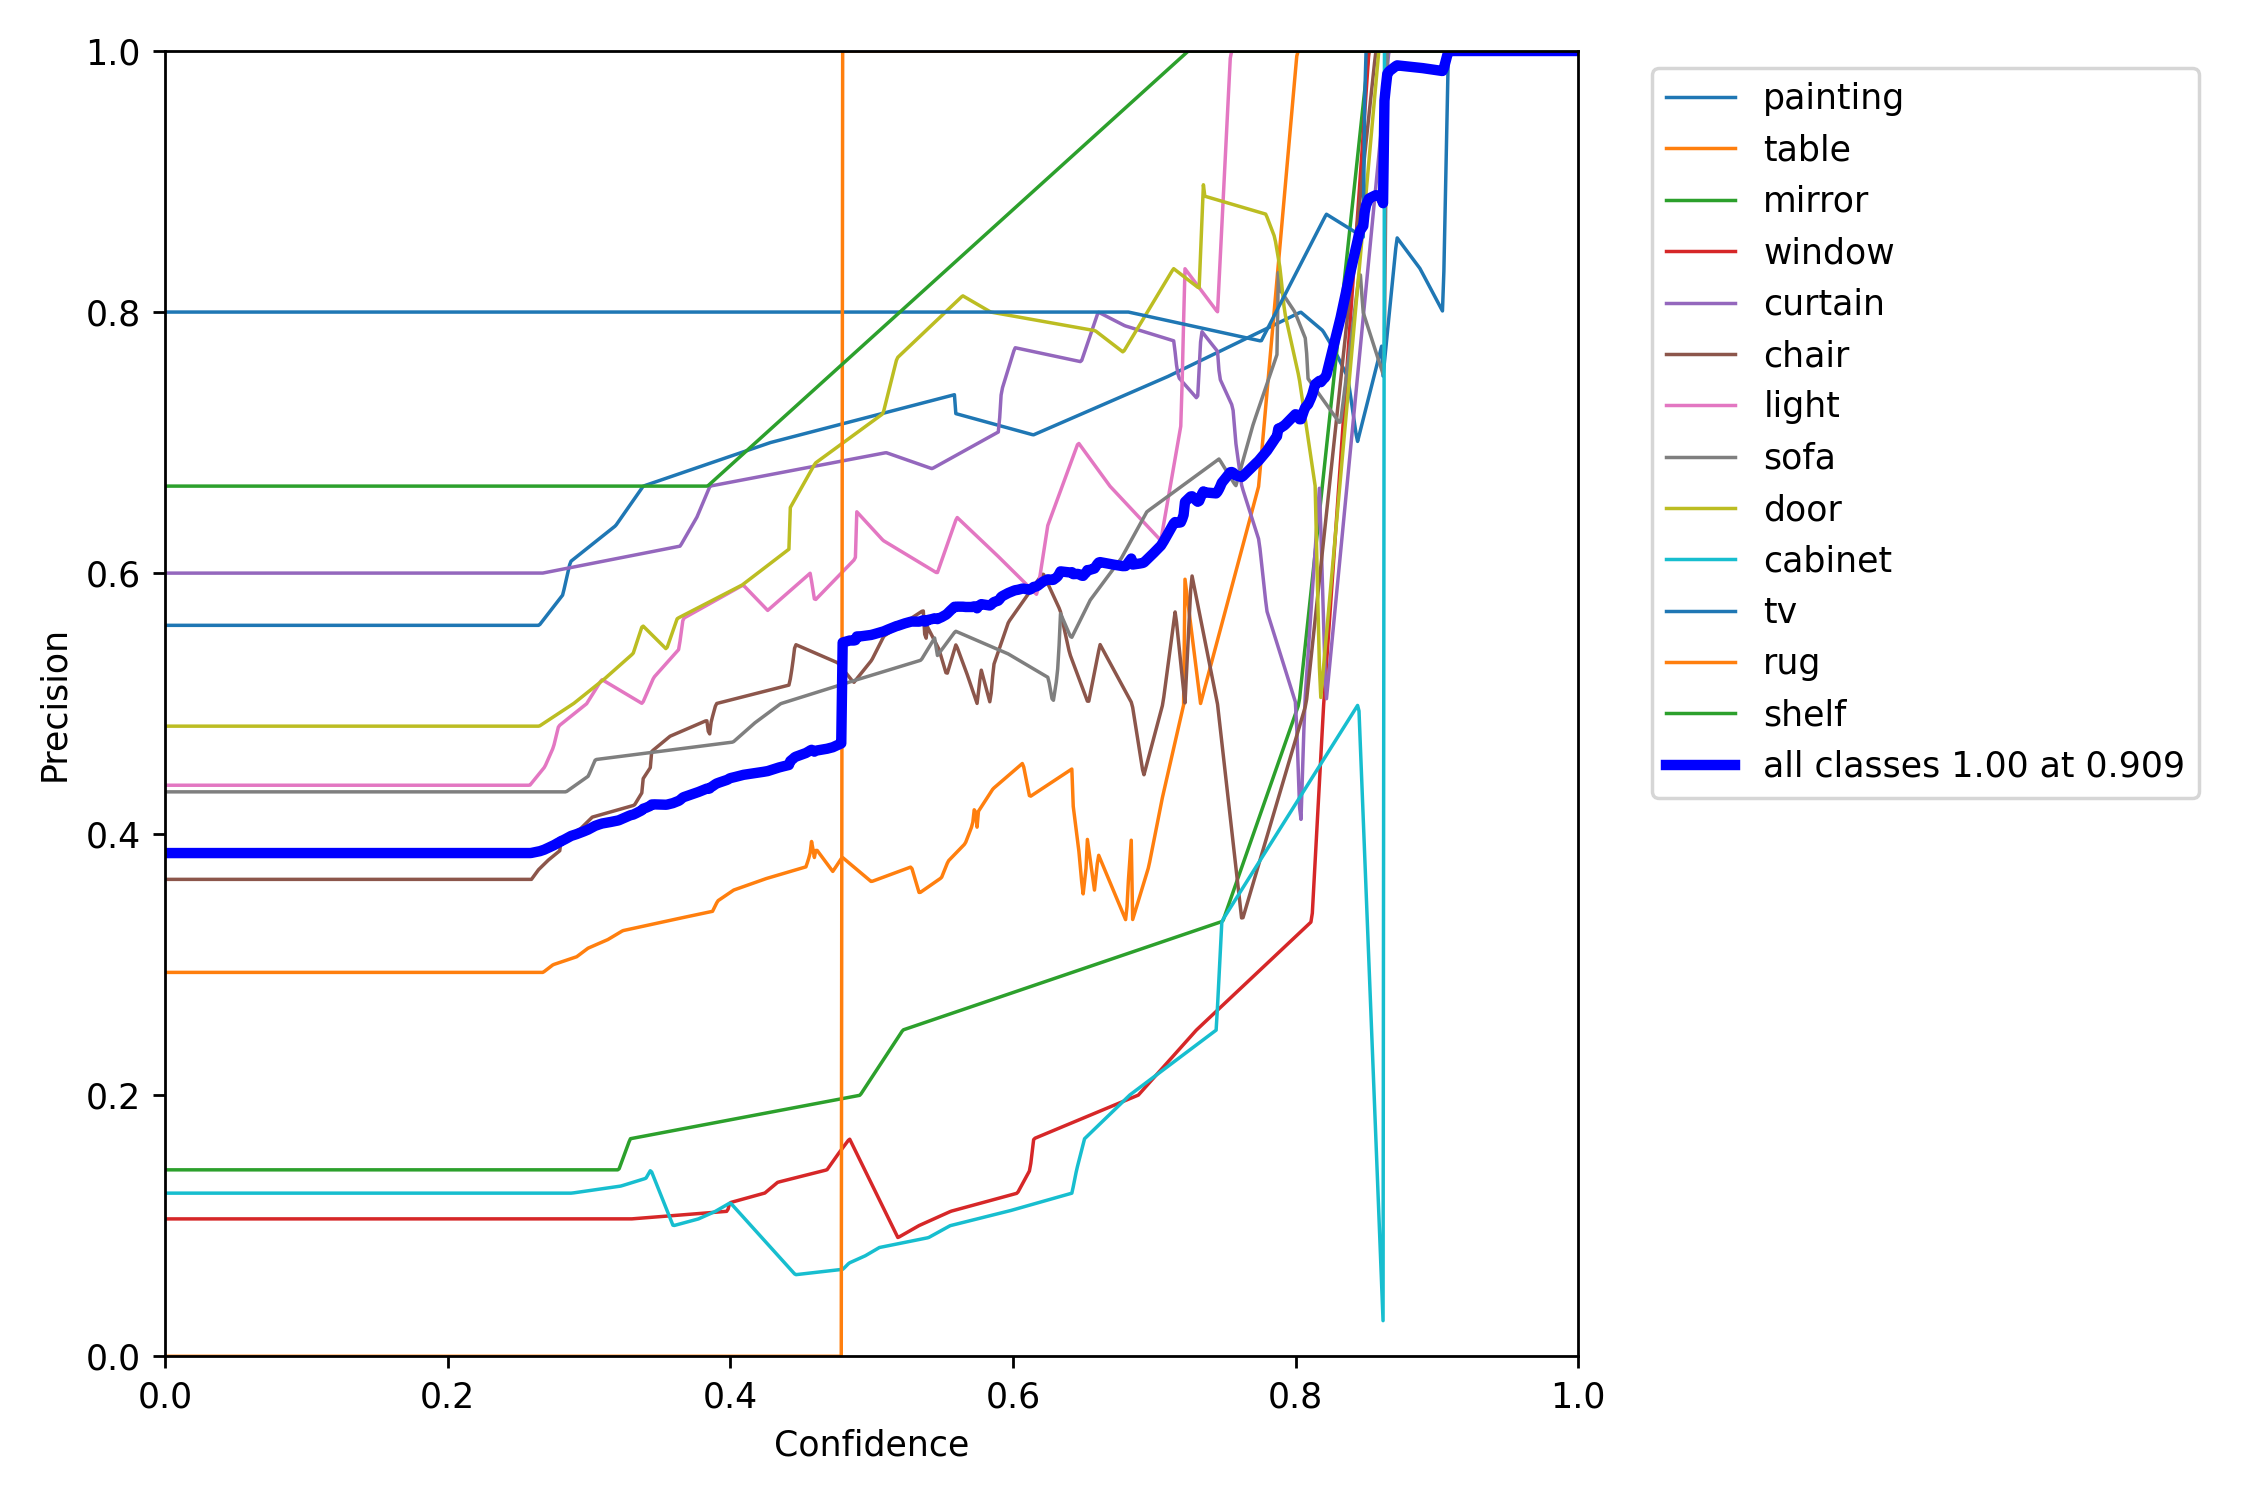 1.0
0.8
0.6
0.4
0.2
0.0
Precision
0.0 0.2 0.4 0.6 0.8 1.0
Confidence
painting
table
mirror
window
curtain
chair
light
sofa
door
cabinet
tv
rug
shelf
all classes 1.00 at 0.909